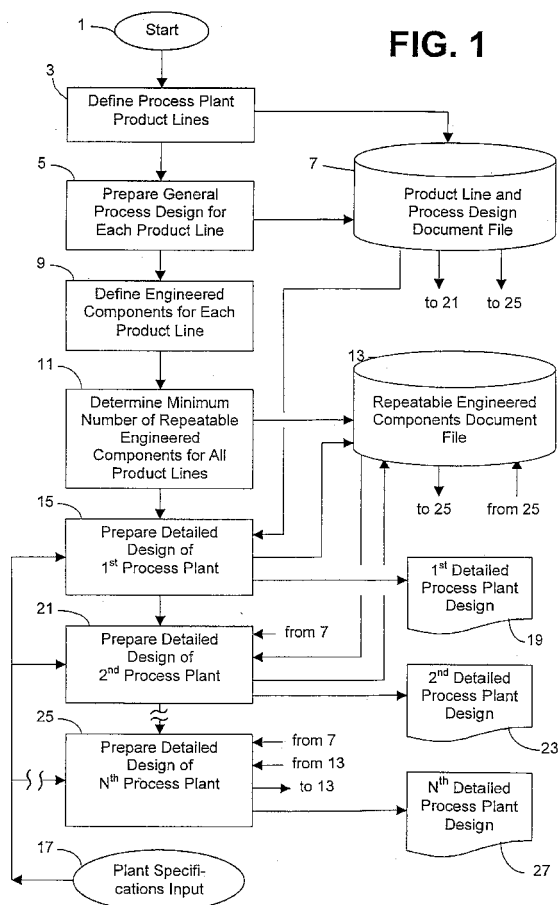 FIG. 1
1
Start
3
Define Process Plant
Product Lines
5
Prepare General
Process Design for
Each Product Line
7
Product Line and
Process Design
Document File
to 21
to 25
9
Define Engineered
Components for Each
Product Line
11
Determine Minimum
Number of Repeatable
Engineered
Components for All
Product Lines
13
Repeatable Engineered
Components Document
File
to 25
from 25
15
Prepare Detailed
Design of
1st Process Plant
1st Detailed
Process Plant
Design
19
21
Prepare Detailed
Design of
2nd Process Plant
from 7
2nd Detailed
Process Plant
Design
23
25
Prepare Detailed
Design of
Nth Process Plant
from 7
from 13
to 13
Nth Detailed
Process Plant
Design
27
17
Plant Specifi-
cations Input